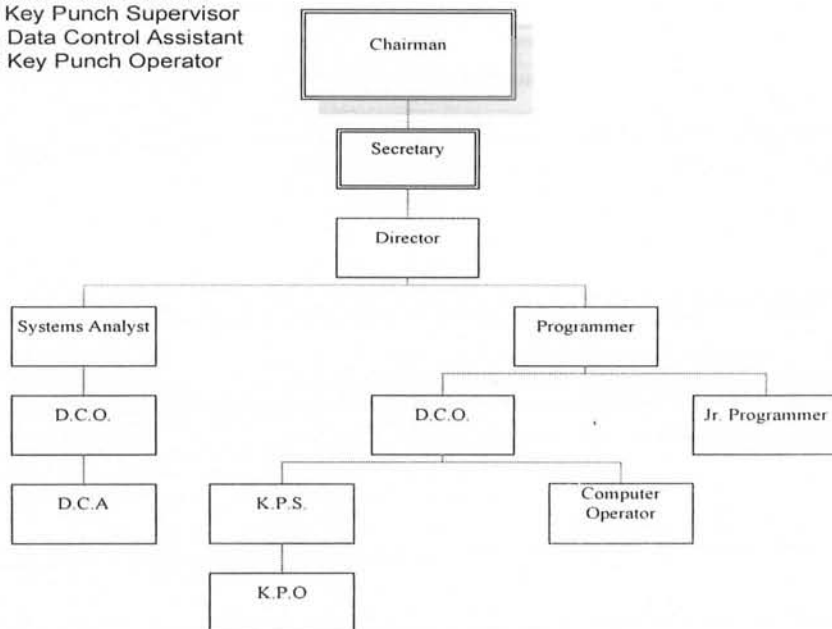 Key Punch Supervisor
Data Control Assistant
Key Punch Operator
Chairman
Secretary
Director
Systems Analyst
Programmer
D.C.O.
D.C.O.
Jr. Programmer
D.C.A
K.P.S.
Computer
Operator
K.P.O